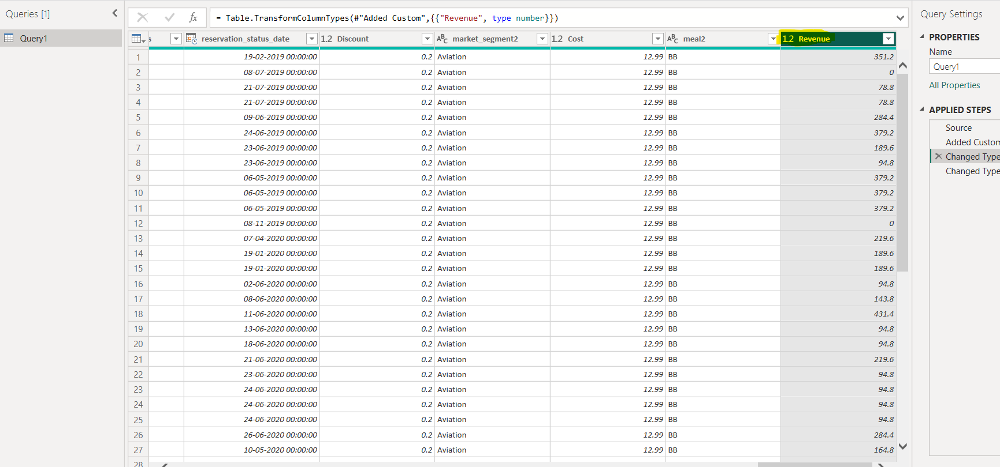 Queries [1]
Query1
fx
= Table.TransformColumnTypes(#"Added Custom",{{"Revenue", type number}})
s reservation_status_date 1.2 Discount ABC market_segment2 1.2 Cost ABC meal2 1.2 Revenue
1 19-02-2019 00:00:00 0.2 Aviation 12.99 BB 351.2
2 08-07-2019 00:00:00 0.2 Aviation 12.99 BB 0
3 21-07-2019 00:00:00 0.2 Aviation 12.99 BB 78.8
4 21-07-2019 00:00:00 0.2 Aviation 12.99 BB 78.8
5 09-06-2019 00:00:00 0.2 Aviation 12.99 BB 284.4
6 24-06-2019 00:00:00 0.2 Aviation 12.99 BB 379.2
7 23-06-2019 00:00:00 0.2 Aviation 12.99 BB 189.6
8 23-06-2019 00:00:00 0.2 Aviation 12.99 BB 94.8
9 06-05-2019 00:00:00 0.2 Aviation 12.99 BB 379.2
10 06-05-2019 00:00:00 0.2 Aviation 12.99 BB 379.2
11 06-05-2019 00:00:00 0.2 Aviation 12.99 BB 379.2
12 08-11-2019 00:00:00 0.2 Aviation 12.99 BB 0
13 07-04-2020 00:00:00 0.2 Aviation 12.99 BB 219.6
14 19-01-2020 00:00:00 0.2 Aviation 12.99 BB 189.6
15 19-01-2020 00:00:00 0.2 Aviation 12.99 BB 189.6
16 02-06-2020 00:00:00 0.2 Aviation 12.99 BB 94.8
17 08-06-2020 00:00:00 0.2 Aviation 12.99 BB 143.8
18 11-06-2020 00:00:00 0.2 Aviation 12.99 BB 431.4
19 13-06-2020 00:00:00 0.2 Aviation 12.99 BB 94.8
20 18-06-2020 00:00:00 0.2 Aviation 12.99 BB 94.8
21 21-06-2020 00:00:00 0.2 Aviation 12.99 BB 219.6
22 23-06-2020 00:00:00 0.2 Aviation 12.99 BB 94.8
23 24-06-2020 00:00:00 0.2 Aviation 12.99 BB 94.8
24 24-06-2020 00:00:00 0.2 Aviation 12.99 BB 94.8
25 24-06-2020 00:00:00 0.2 Aviation 12.99 BB 94.8
26 26-06-2020 00:00:00 0.2 Aviation 12.99 BB 284.4
27 10-05-2020 00:00:00 0.2 Aviation 12.99 BB 164.8
28
Query Settings
PROPERTIES
Name
Query1
All Properties
APPLIED STEPS
Source
Added Custom
Changed Type
Changed Type